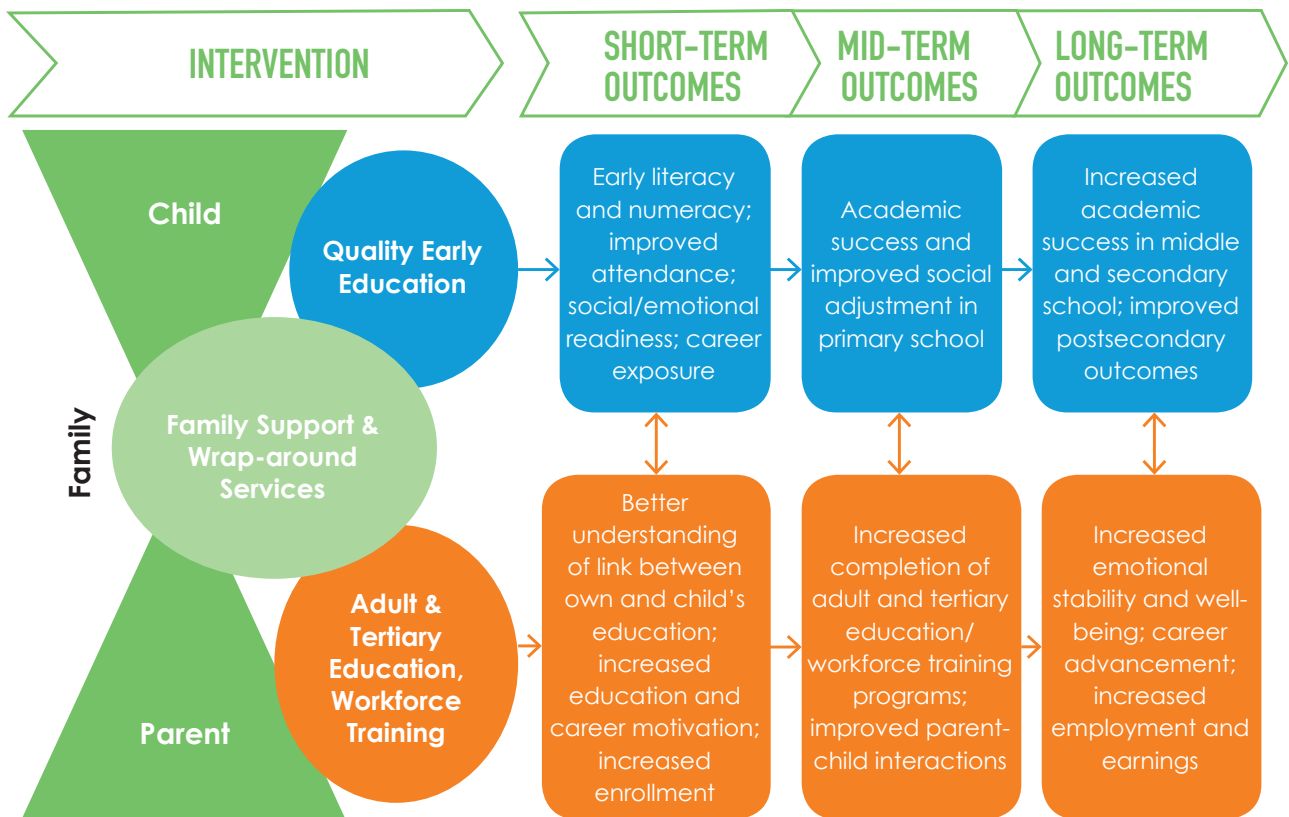 INTERVENTION
SHORT-TERM
OUTCOMES
MID-TERM
OUTCOMES
LONG-TERM
OUTCOMES
Family
Child
Quality Early
Education
Early literacy
and numeracy;
improved
attendance;
social/emotional
readiness; career
exposure
Academic
success and
improved social
adjustment in
primary school
Increased
academic
success in middle
and secondary
school; improved
postsecondary
outcomes
Family Support &
Wrap-around
Services
Parent
Adult &
Tertiary
Education,
Workforce
Training
Better
understanding
of link between
own and child’s
education;
increased
education and
career motivation;
increased
enrollment
Increased
completion of
adult and tertiary
education/
workforce training
programs;
improved parent-
child interactions
Increased
emotional
stability and well-
being; career
advancement;
increased
employment and
earnings